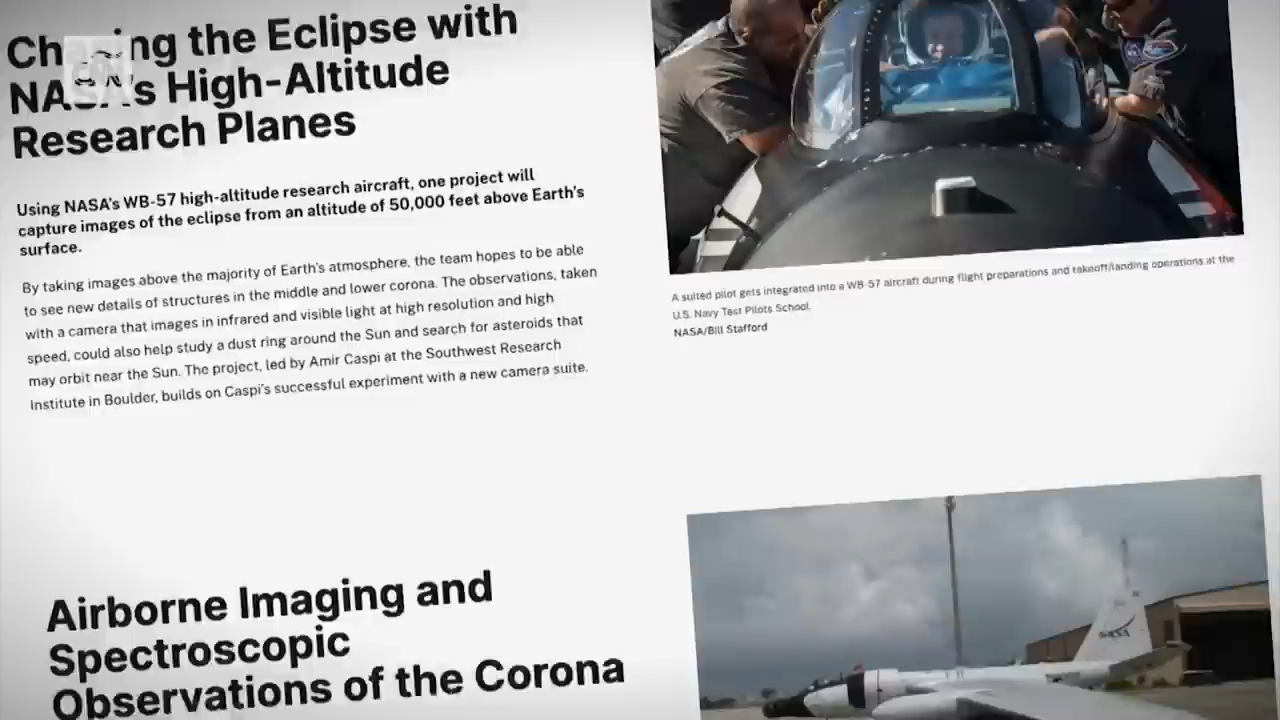 Chasing the Eclipse with
NASA's High-Altitude
Research Planes
Using NASA's WB-57 high-altitude research aircraft, one project will
capture images of the eclipse from an altitude of 50,000 feet above Earth's
surface.
By taking images above the majority of Earth's atmosphere, the team hopes to be able
to see new details of structures in the middle and lower corona. The observations, taken
with a camera that images in infrared and visible light at high resolution and high
speed, could also help study a dust ring around the Sun and search for asteroids that
may orbit near the Sun. The project, led by Amir Caspi at the Southwest Research
Institute in Boulder, builds on Caspi's successful experiment with a new camera suite.
A suited pilot gets integrated into a WB-57 aircraft during flight preparations and takeoff/landing operations at the
U.S. Navy Test Pilots School.
NASA/Bill Stafford
Airborne Imaging and
Spectroscopic
Observations of the Corona
NASA